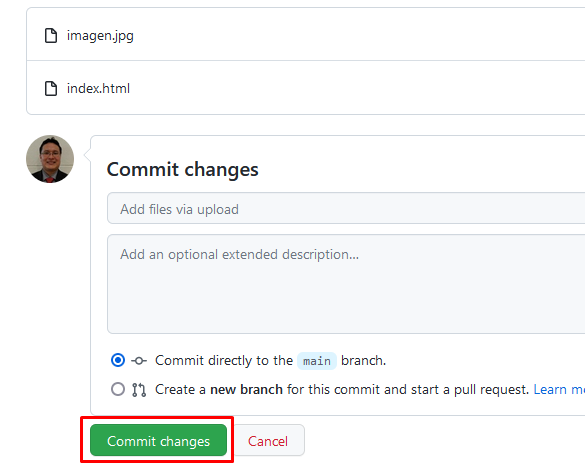 imagen.jpg
index.html
Commit changes
Add files via upload
Add an optional extended description...
Commit directly to the main branch.
Create a new branch for this commit and start a pull request. Learn
Commit changes Cancel